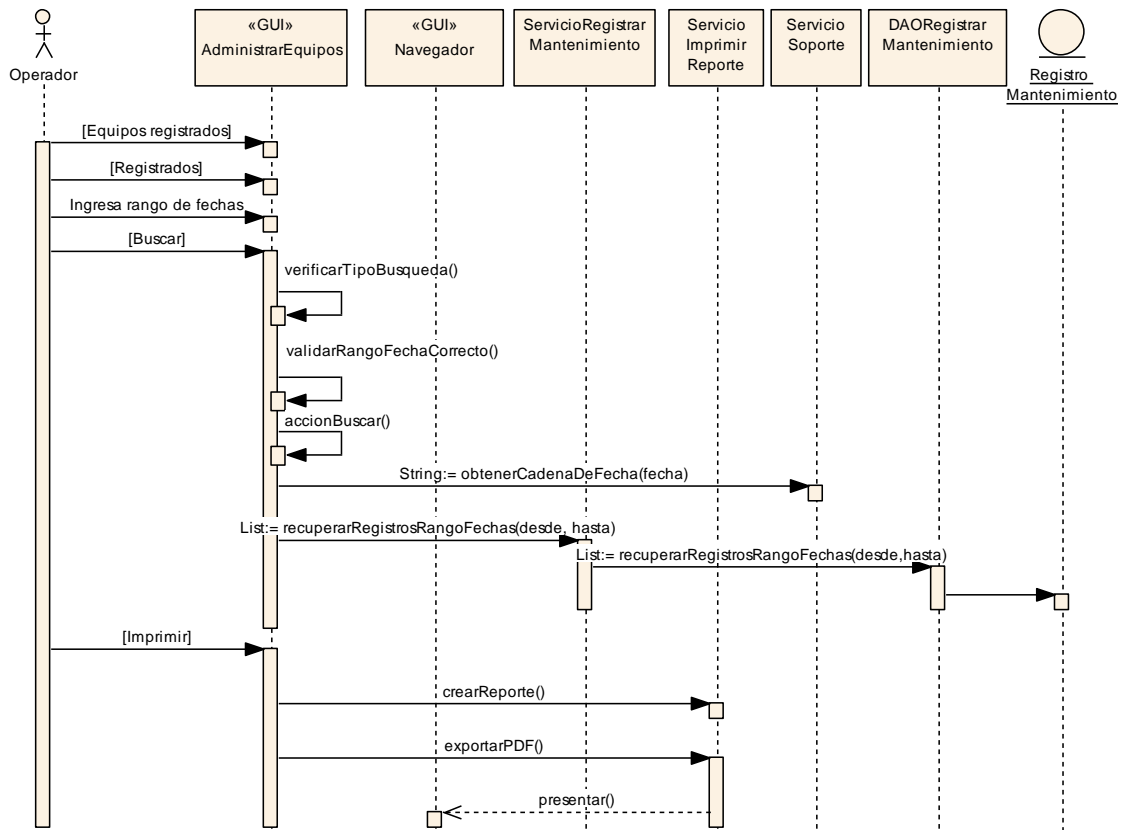 Operador
«GUI»
AdministrarEquipos
«GUI»
Navegador
ServicioRegistrar
Mantenimiento
Servicio
Imprimir
Reporte
Servicio
Soporte
DAORegistrar
Mantenimiento
Registro
Mantenimiento
[Equipos registrados]
[Registrados]
Ingresa rango de fechas
[Buscar]
verificarTipoBusqueda()
validarRangoFechaCorrecto()
accionBuscar()
String:= obtenerCadenaDeFecha(fecha)
List:= recuperarRegistrosRangoFechas(desde, hasta)
List:= recuperarRegistrosRangoFechas(desde,hasta)
[Imprimir]
crearReporte()
exportarPDF()
presentar()